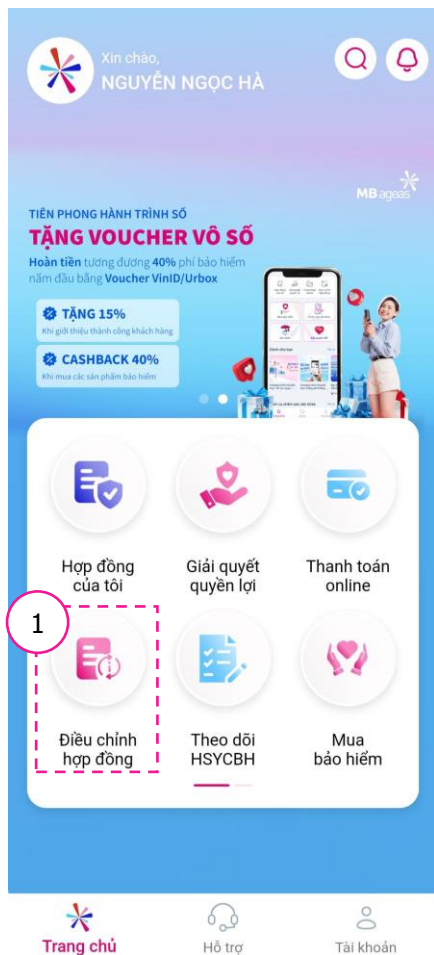 Xin chào,
NGUYỄN NGỌC HÀ
MB ageas
TIÊN PHONG HÀNH TRÌNH SỐ
TẶNG VOUCHER VÔ SỐ
Hoàn tiền tương đương 40% phí bảo hiểm
năm đầu bằng Voucher VinID/Urbox
TẶNG 15%
Khi giới thiệu thành công khách hàng
CASHBACK 40%
Khi mua các sản phẩm bảo hiểm
Hợp đồng
của tôi
Giải quyết
quyền lợi
Thanh toán
online
1
Điều chỉnh
hợp đồng
Theo dõi
HSYCBH
Mua
bảo hiểm
Trang chủ
Hỗ trợ
Tài khoản